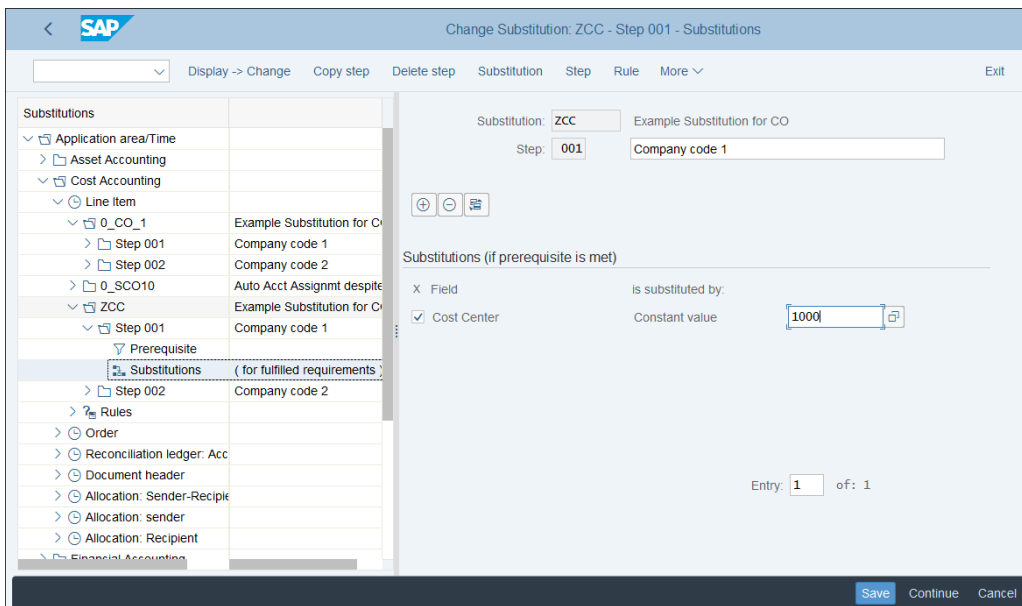 SAP
Change Substitution: ZCC - Step 001 - Substitutions
Display -> Change Copy step Delete step Substitution Step Rule More Exit
Substitutions
Application area/Time
Asset Accounting
Cost Accounting
Line Item
0_CO_1 Example Substitution for C
Step 001 Company code 1
Step 002 Company code 2
0_SCO10 Auto Acct Assignmt despite
ZCC Example Substitution for C
Step 001 Company code 1
Prerequisite
Substitutions ( for fulfilled requirements )
Step 002 Company code 2
Rules
Order
Reconciliation ledger: Acc
Document header
Allocation: Sender-Recipie
Allocation: sender
Allocation: Recipient
Financial Accounting
Substitution: ZCC Example Substitution for CO
Step: 001 Company code 1
Substitutions (if prerequisite is met)
X Field is substituted by:
Cost Center Constant value 1000
Entry: 1 of: 1
Save Continue Cancel